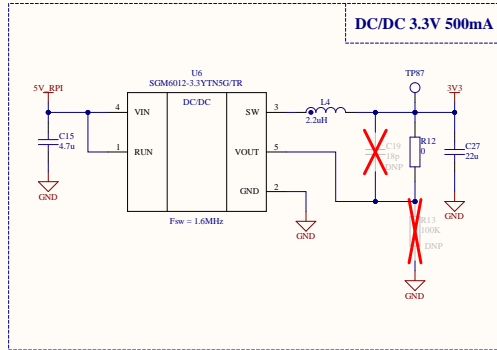 DC/DC 3.3V 500mA
U6
SGM6012-3.3YTN5G/TR
TP87
5V_RPI
DC/DC
L4
3V3
4
VIN
SW
3
2.2uH
C15
4.7u
C19
18p
DNP
R12
0
C27
22u
1
RUN
VOUT
5
GND
2
GND
R13
100K
DNP
Fsw = 1.6MHz
GND
GND
GND